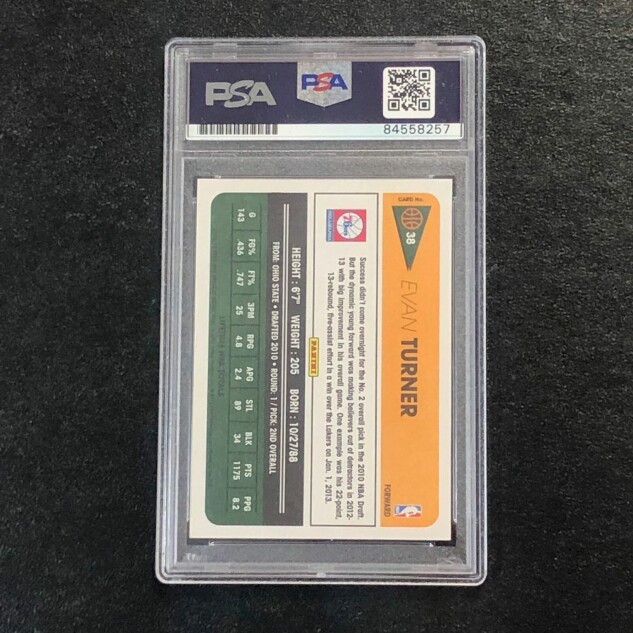 PSA
PSA
84558257
CARD No.
38
EVAN TURNER
FORWARD
76ERS
Success didn't come overnight for the No. 2 overall pick in the 2010 NBA Draft.
But the dynamic young forward was making believers out of detractors in 2012-
13 with big improvement in his overall game. One example was his 22-point,
13-rebound, five-assist effort in a win over the Lakers on Jan. 1, 2013.
PANINI
HEIGHT: 6'7" WEIGHT: 205 BORN: 10/27/88
FROM: OHIO STATE • DRAFTED 2010 • ROUND: 1 / PICK: 2ND OVERALL
G FG% FT% 3PM RPG APG STL BLK PTS PPG
143 .436 .747 25 4.8 2.4 89 34 1175 8.2